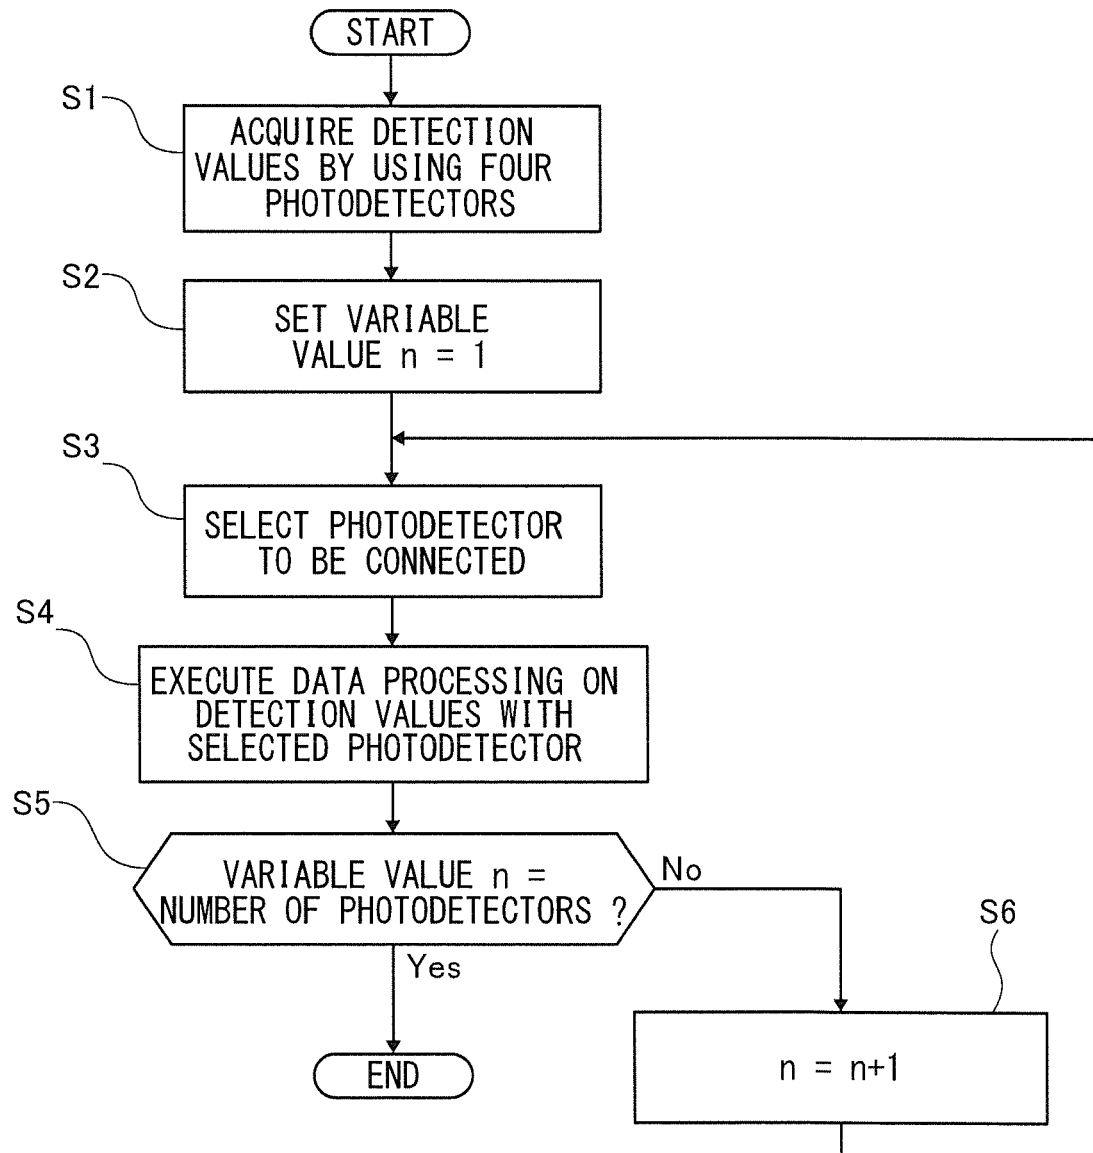 START
S1
ACQUIRE DETECTION
VALUES BY USING FOUR
PHOTODETECTORS
S2
SET VARIABLE
VALUE n = 1
S3
SELECT PHOTODETECTOR
TO BE CONNECTED
S4
EXECUTE DATA PROCESSING ON
DETECTION VALUES WITH
SELECTED PHOTODETECTOR
S5
VARIABLE VALUE n =
NUMBER OF PHOTODETECTORS ?
No
Yes
S6
n = n+1
END